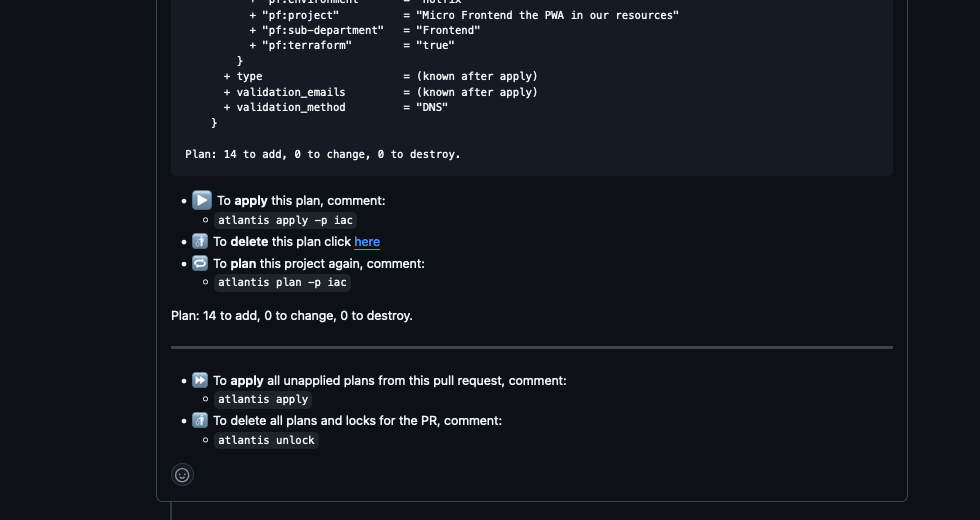 + "pf:environment" = "hotfix"
+ "pf:project" = "Micro Frontend the PWA in our resources"
+ "pf:sub-department" = "Frontend"
+ "pf:terraform" = "true"
}
+ type = (known after apply)
+ validation_emails = (known after apply)
+ validation_method = "DNS"
}
Plan: 14 to add, 0 to change, 0 to destroy.
To apply this plan, comment:
atlantis apply -p iac
To delete this plan click here
To plan this project again, comment:
atlantis plan -p iac
Plan: 14 to add, 0 to change, 0 to destroy.
To apply all unapplied plans from this pull request, comment:
atlantis apply
To delete all plans and locks for the PR, comment:
atlantis unlock